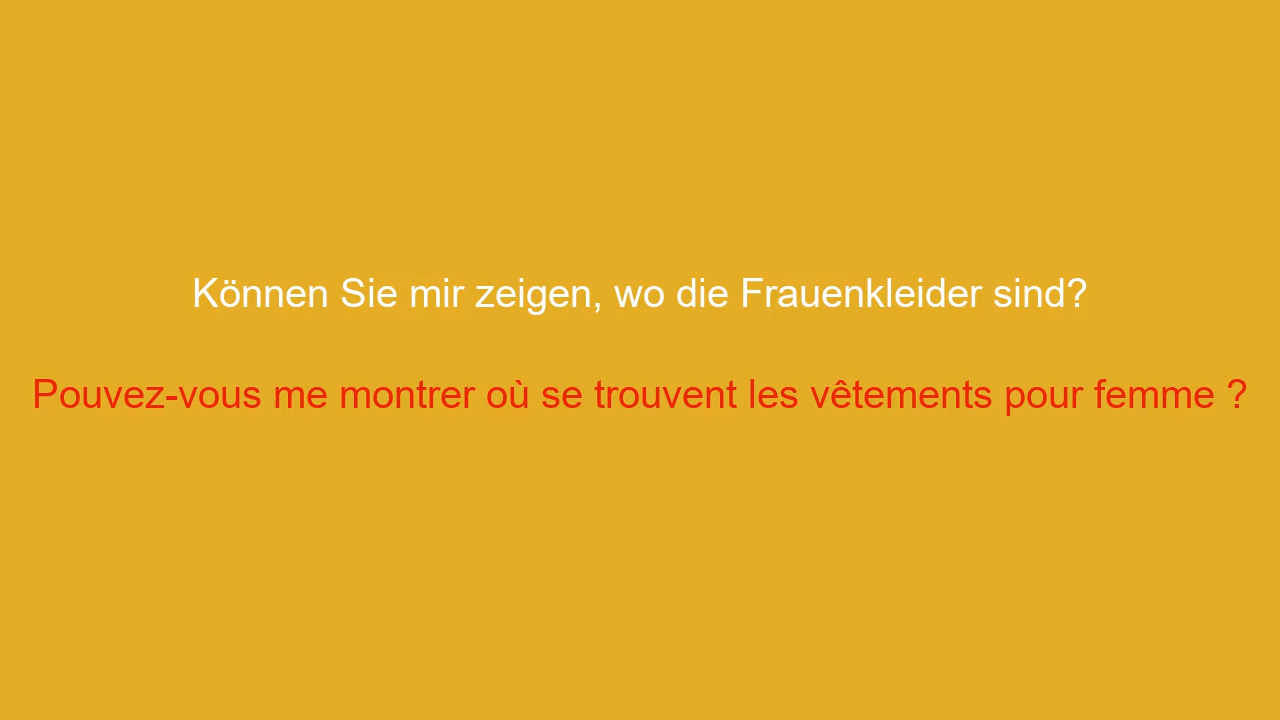 Können Sie mir zeigen, wo die Frauenkleider sind?
Pouvez-vous me montrer où se trouvent les vêtements pour femme ?